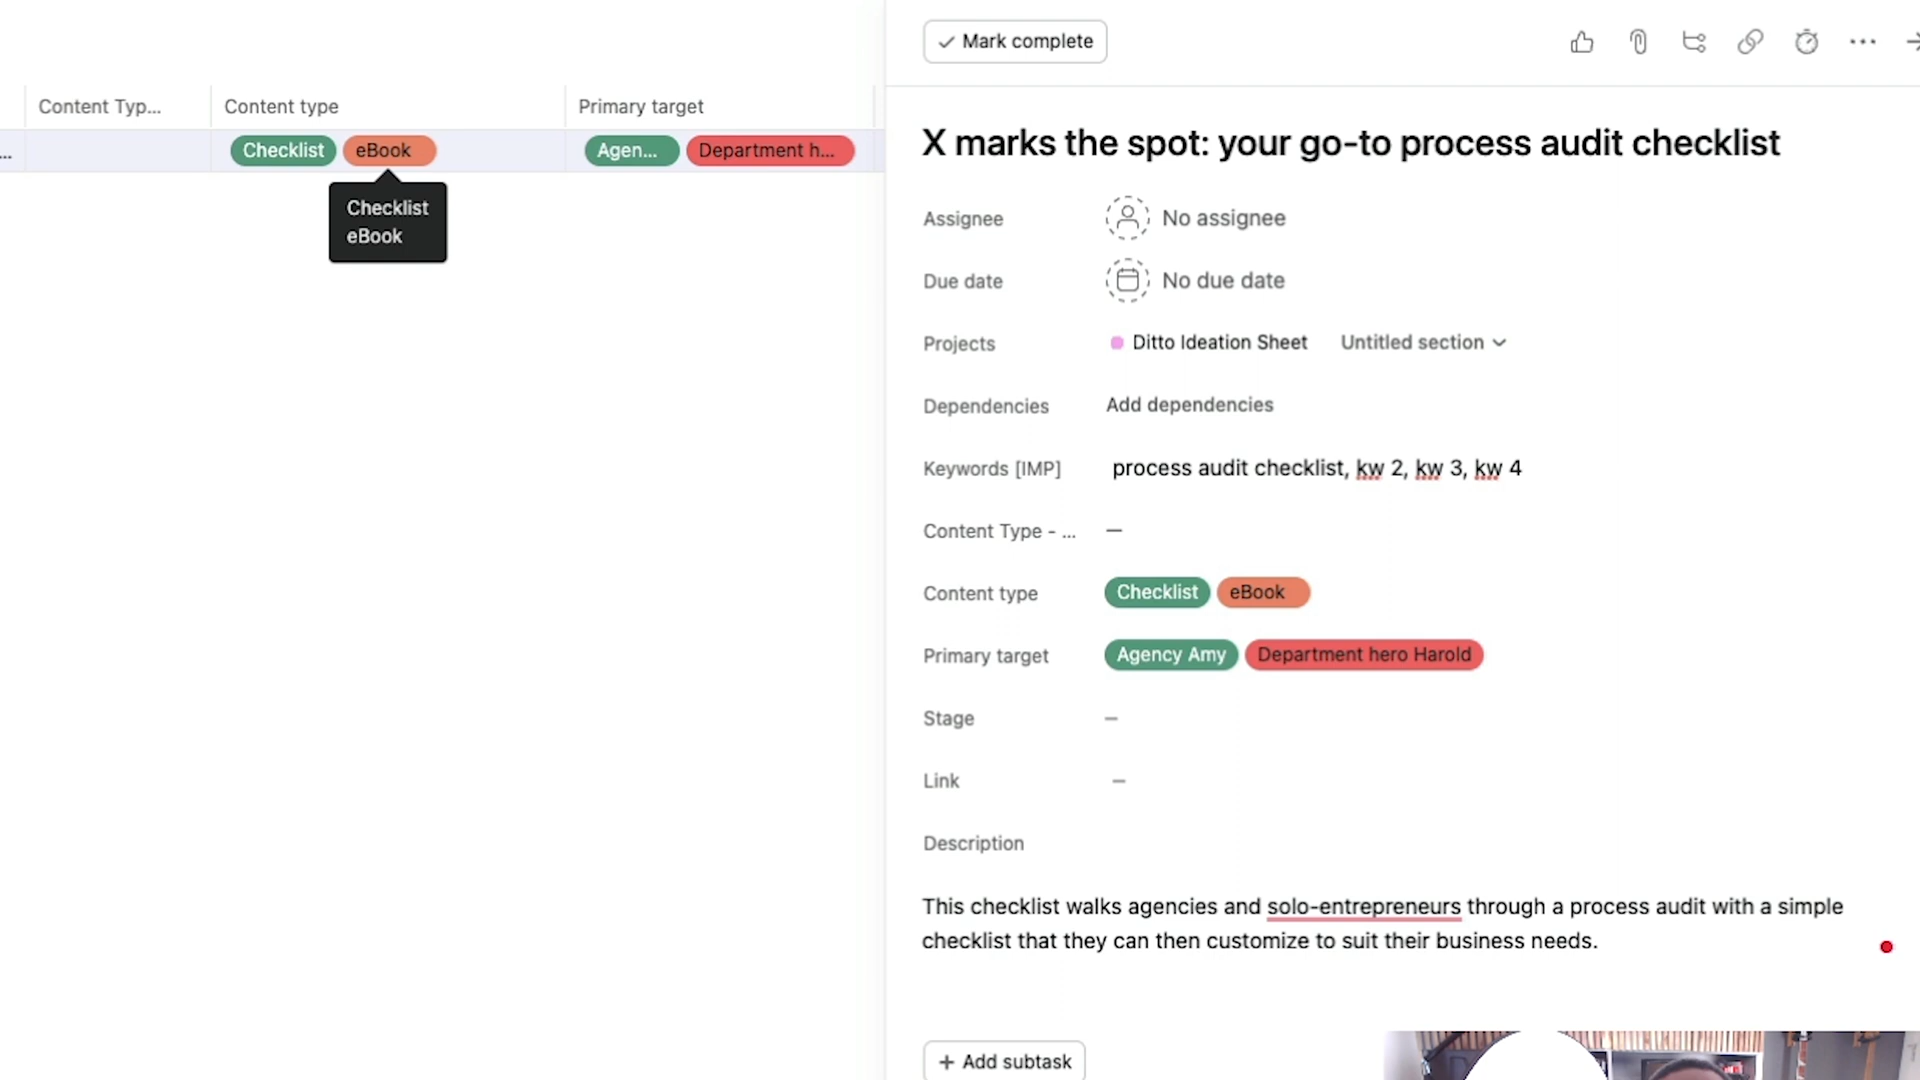 Mark complete
Content Typ...
Content type
Primary target
...
Checklist
eBook
Agen...
Department h...
Checklist
eBook
X marks the spot: your go-to process audit checklist
Assignee
No assignee
Due date
No due date
Projects
Ditto Ideation Sheet
Untitled section
Dependencies
Add dependencies
Keywords [IMP]
process audit checklist, kw 2, kw 3, kw 4
Content Type - ...
—
Content type
Checklist
eBook
Primary target
Agency Amy
Department hero Harold
Stage
—
Link
—
Description
This checklist walks agencies and solo-entrepreneurs through a process audit with a simple
checklist that they can then customize to suit their business needs.
+ Add subtask